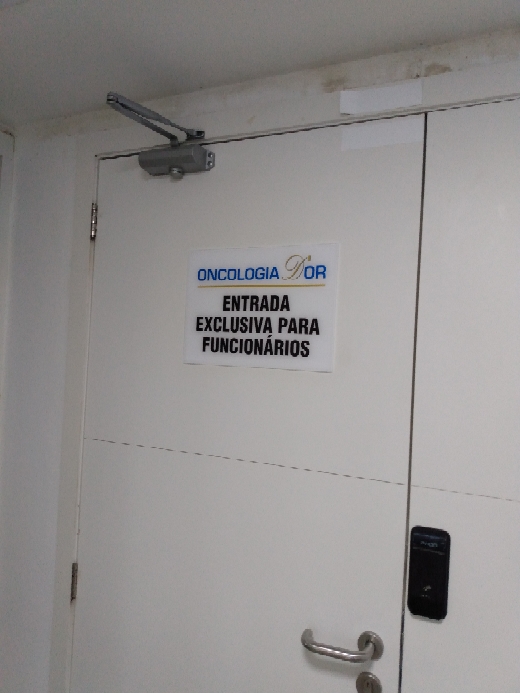 ONCOLOGIA D'OR
ENTRADA
EXCLUSIVA PARA
FUNCIONÁRIOS